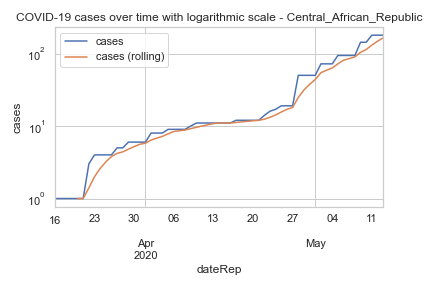 COVID-19 cases over time with logarithmic scale - Central_African_Republic
cases
cases (rolling)
cases
10²
10¹
10⁰
16 23 30 06 13 20 27 04 11
Apr May
2020
dateRep